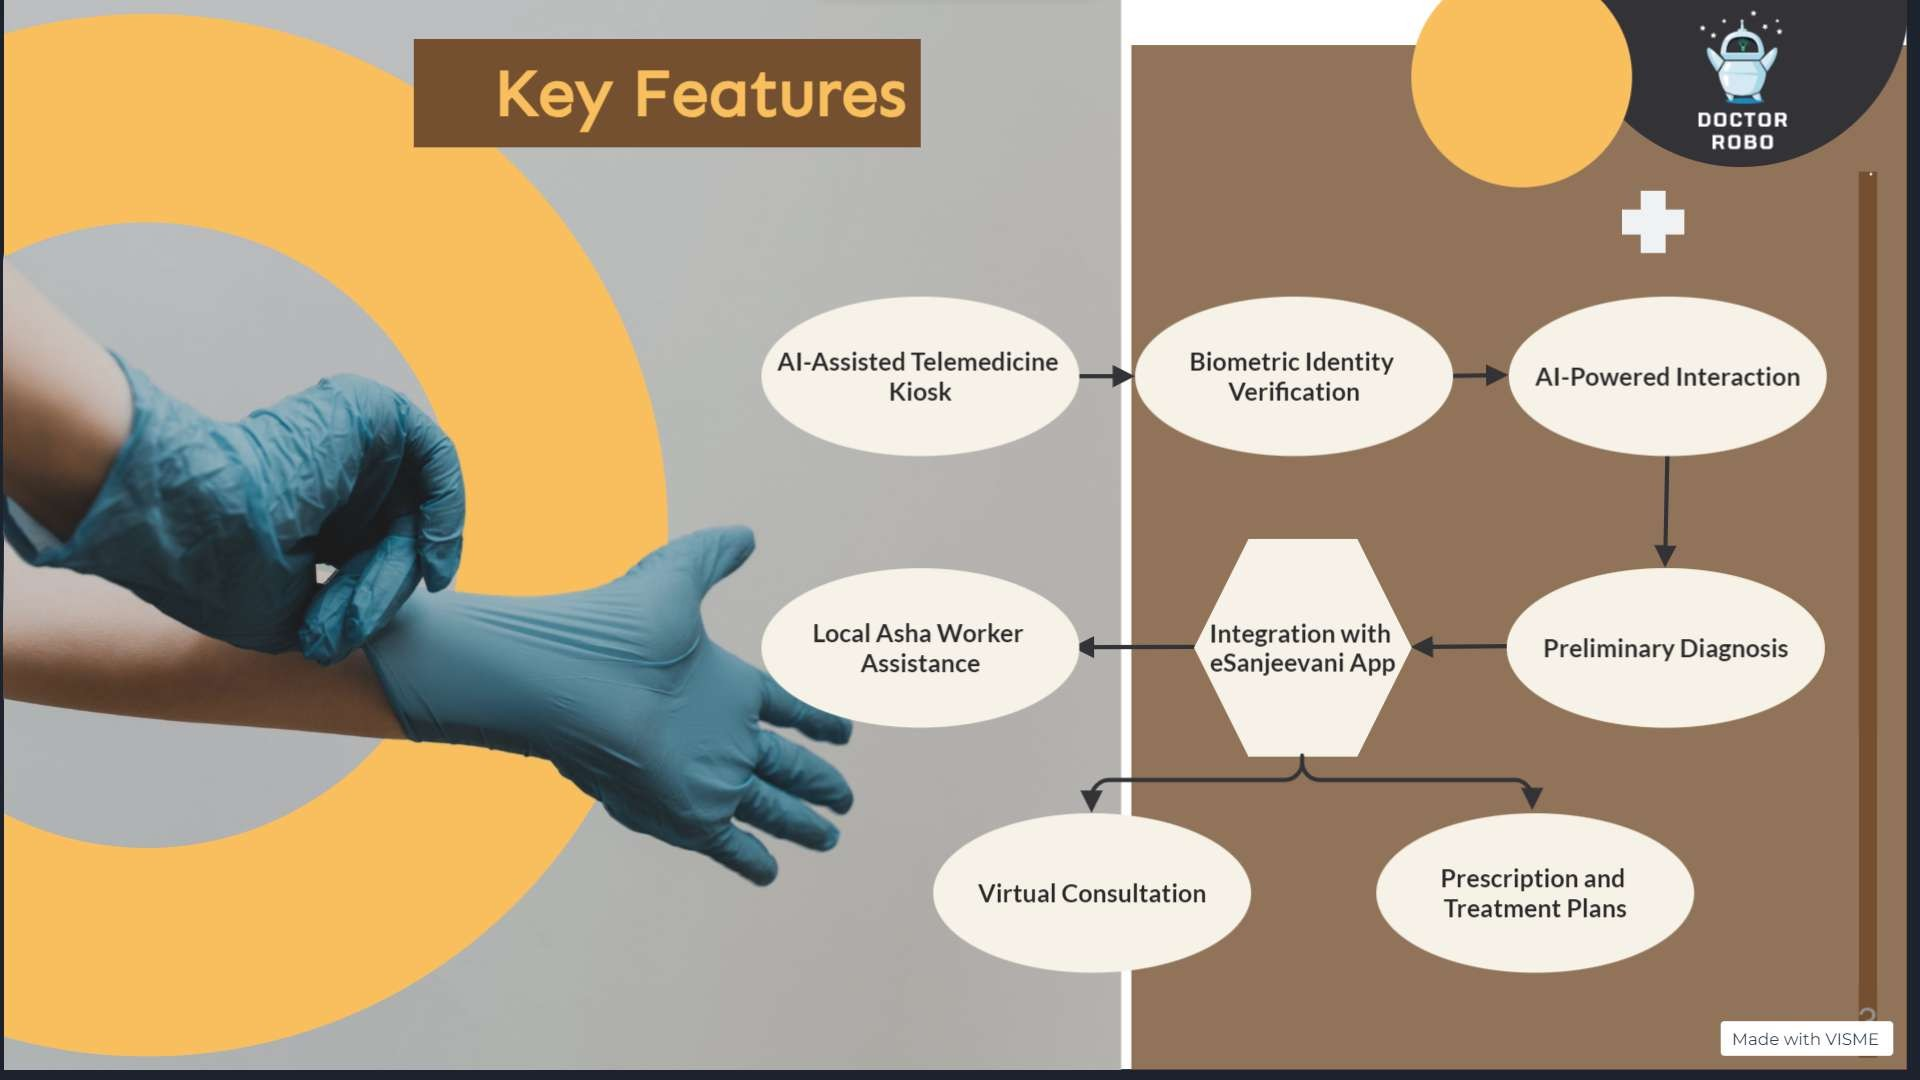 Key Features
DOCTOR
ROBO
AI-Assisted Telemedicine
Kiosk
Biometric Identity
Verification
AI-Powered Interaction
Local Asha Worker
Assistance
Integration with
eSanjeevani App
Preliminary Diagnosis
Virtual Consultation
Prescription and
Treatment Plans
Made with VISME